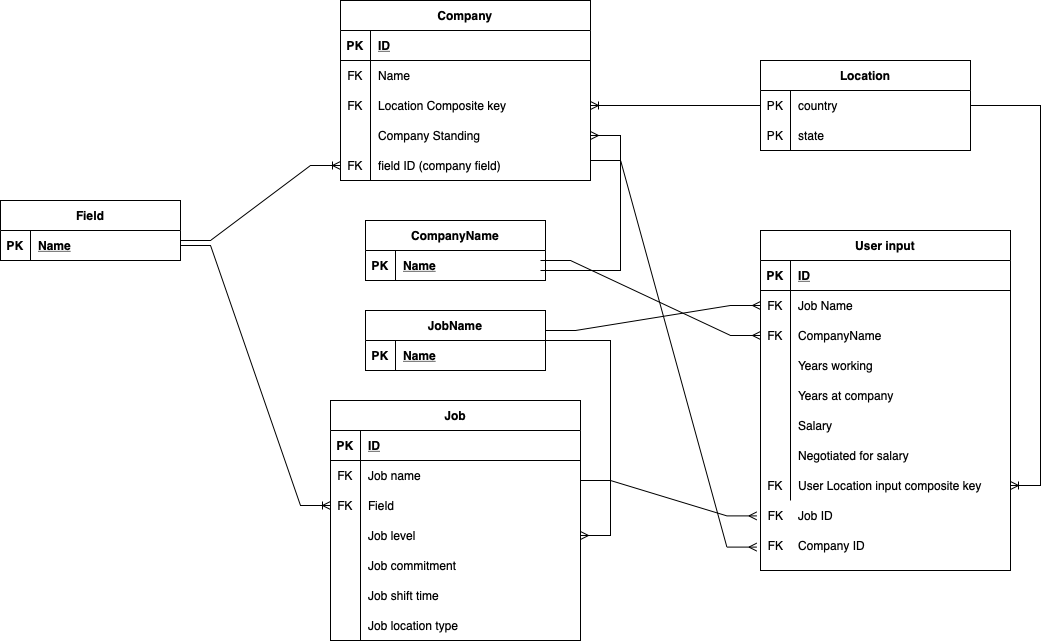 Company
PK ID
FK Name
FK Location Composite key
Company Standing
FK field ID (company field)
Location
PK country
PK state
Field
PK Name
CompanyName
PK Name
User input
PK ID
FK Job Name
FK CompanyName
Years working
Years at company
Salary
Negotiated for salary
FK User Location input composite key
FK Job ID
FK Company ID
JobName
PK Name
Job
PK ID
FK Job name
FK Field
Job level
Job commitment
Job shift time
Job location type